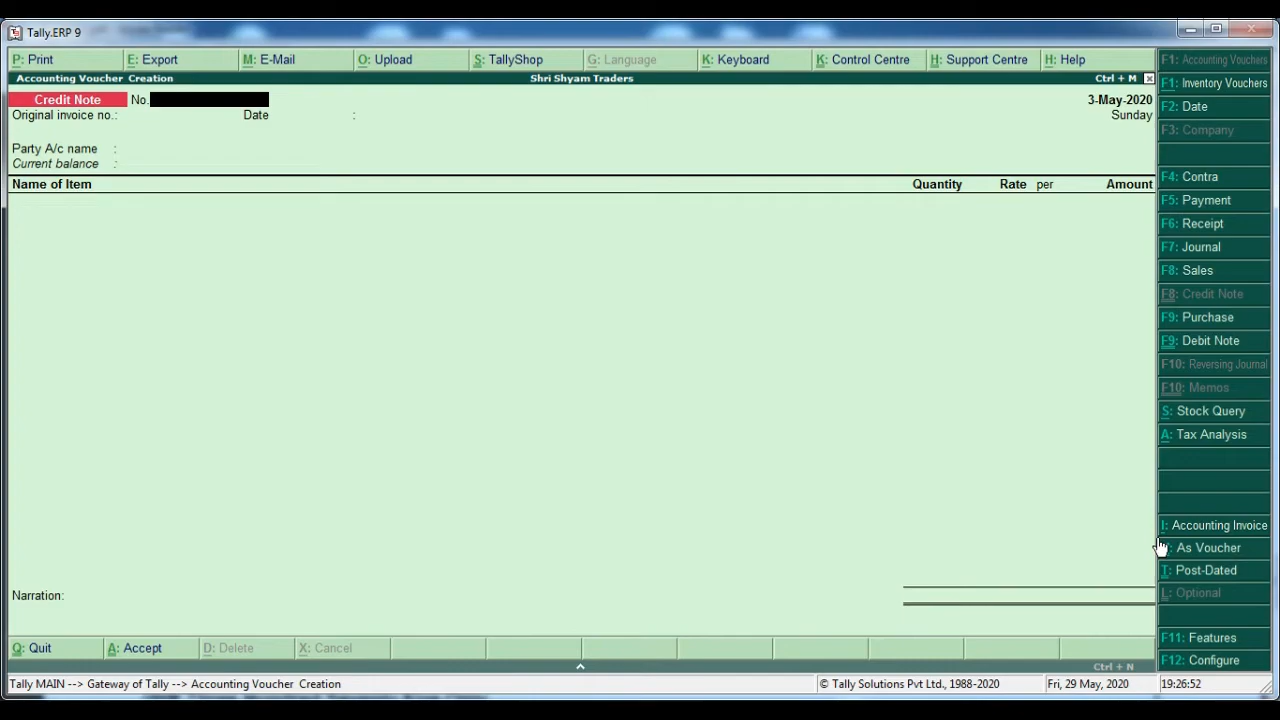 Tally.ERP 9
P: Print E: Export M: E-Mail O: Upload S: TallyShop G: Language K: Keyboard K: Control Centre H: Support Centre H: Help
Accounting Voucher Creation Shri Shyam Traders Ctrl + M
Credit Note No. 3-May-2020
Original invoice no.: Date : Sunday
Party A/c name :
Current balance :
Name of Item Quantity Rate per Amount
Narration:
F1: Accounting Vouchers
F1: Inventory Vouchers
F2: Date
F3: Company
F4: Contra
F5: Payment
F6: Receipt
F7: Journal
F8: Sales
F8: Credit Note
F9: Purchase
F9: Debit Note
F10: Reversing Journal
F10: Memos
S: Stock Query
A: Tax Analysis
I: Accounting Invoice
: As Voucher
T: Post-Dated
L: Optional
F11: Features
F12: Configure
Q: Quit A: Accept D: Delete X: Cancel
Ctrl + N
Tally MAIN --> Gateway of Tally --> Accounting Voucher Creation © Tally Solutions Pvt Ltd., 1988-2020 Fri, 29 May, 2020 19:26:52